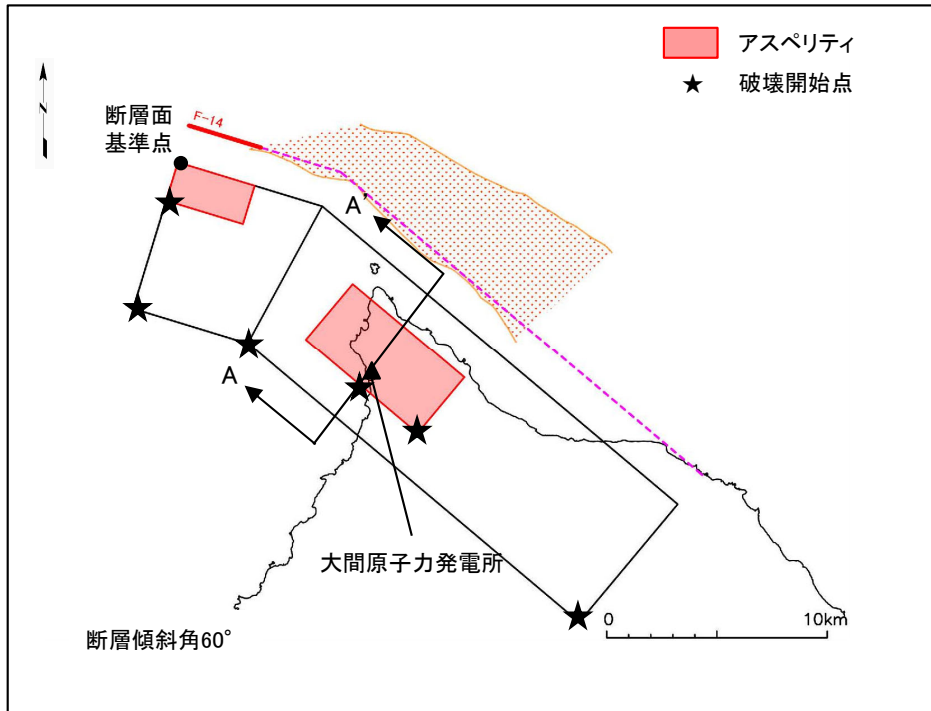 アスペリティ
破壊開始点
N
断層面
基準点
F-14
A'
A
大間原子力発電所
断層傾斜角60°
0
10km